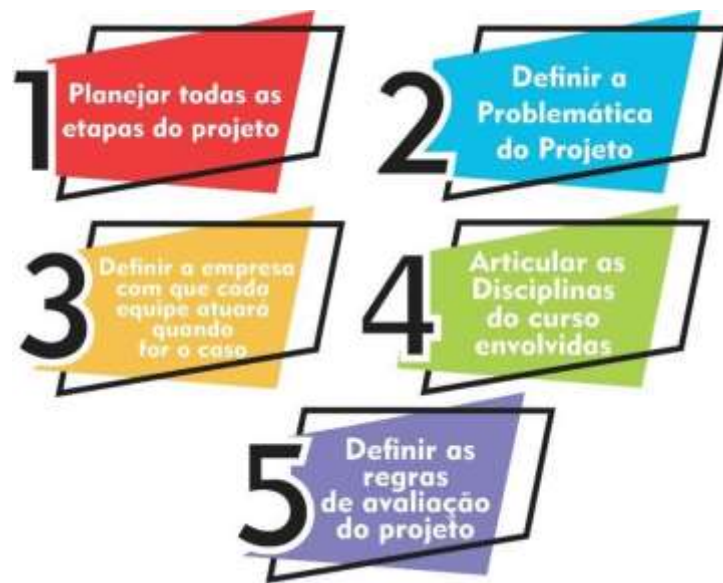 1
Planejar todas as
etapas do projeto
2
Definir a
Problemática
do Projeto
3
Definir a empresa
com que cada
equipe atuará
quando
for o caso
4
Articular as
Disciplinas
do curso
envolvidas
5
Definir as
regras
de avaliação
do projeto